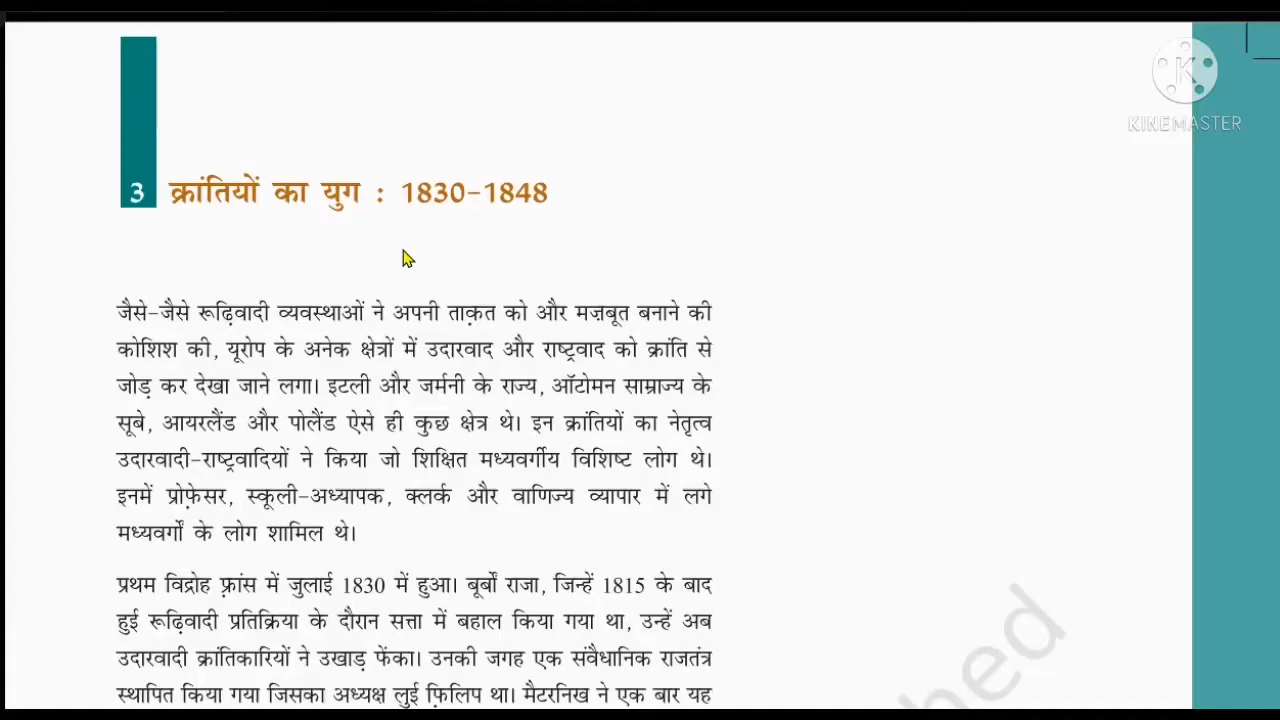 KINEMASTER
3 क्रांतियों का युग : 1830-1848
जैसे-जैसे रूढ़िवादी व्यवस्थाओं ने अपनी ताक़त को और मज़बूत बनाने की
कोशिश की, यूरोप के अनेक क्षेत्रों में उदारवाद और राष्ट्रवाद को क्रांति से
जोड़ कर देखा जाने लगा। इटली और जर्मनी के राज्य, ऑटोमन साम्राज्य के
सूबे, आयरलैंड और पोलैंड ऐसे ही कुछ क्षेत्र थे। इन क्रांतियों का नेतृत्व
उदारवादी-राष्ट्रवादियों ने किया जो शिक्षित मध्यवर्गीय विशिष्ट लोग थे।
इनमें प्रोफ़ेसर, स्कूली-अध्यापक, क्लर्क और वाणिज्य व्यापार में लगे
मध्यवर्गों के लोग शामिल थे।
प्रथम विद्रोह फ़्रांस में जुलाई 1830 में हुआ। बूर्बों राजा, जिन्हें 1815 के बाद
हुई रूढ़िवादी प्रतिक्रिया के दौरान सत्ता में बहाल किया गया था, उन्हें अब
उदारवादी क्रांतिकारियों ने उखाड़ फेंका। उनकी जगह एक संवैधानिक राजतंत्र
स्थापित किया गया जिसका अध्यक्ष लुई फ़िलिप था। मैटरनिख ने एक बार यह
hed